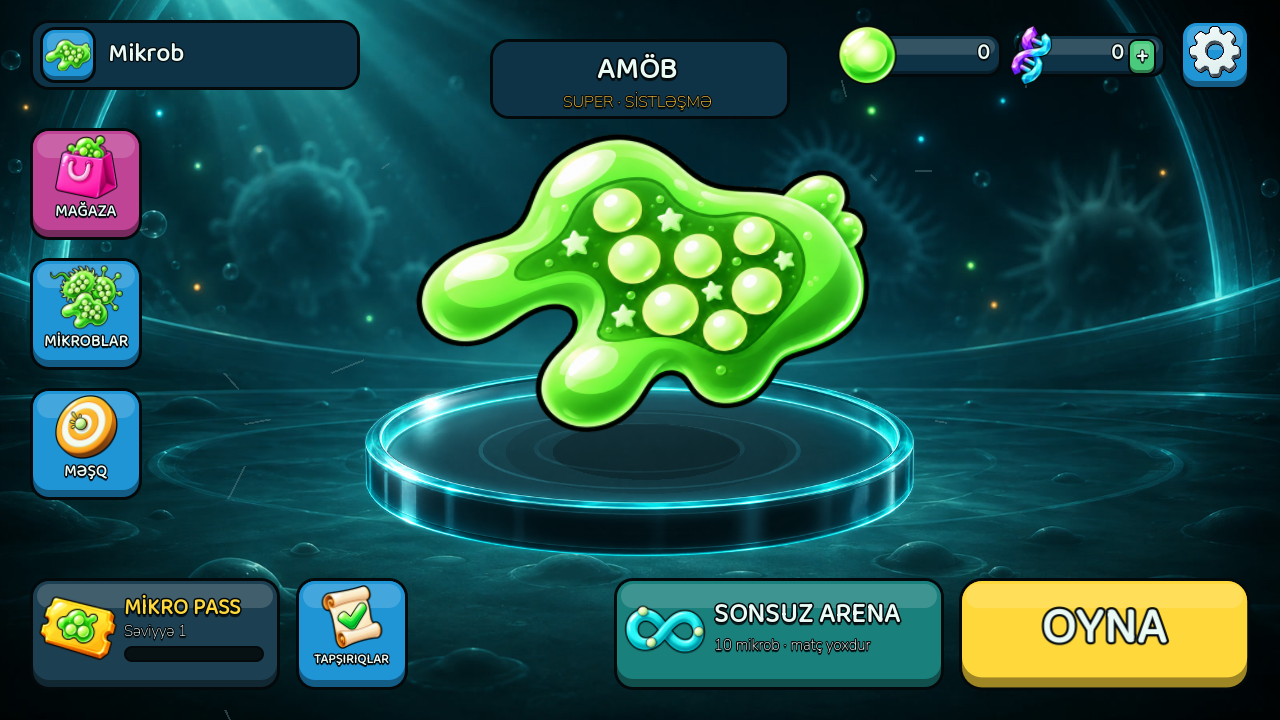 Mikrob
AMÖB
SUPER · SİSTLƏŞMƏ
0
0
+
MAĞAZA
MİKROBLAR
MƏŞQ
MİKRO PASS
Səviyyə 1
TAPŞIRIQLAR
SONSUZ ARENA
10 mikrob · matç yoxdur
OYNA